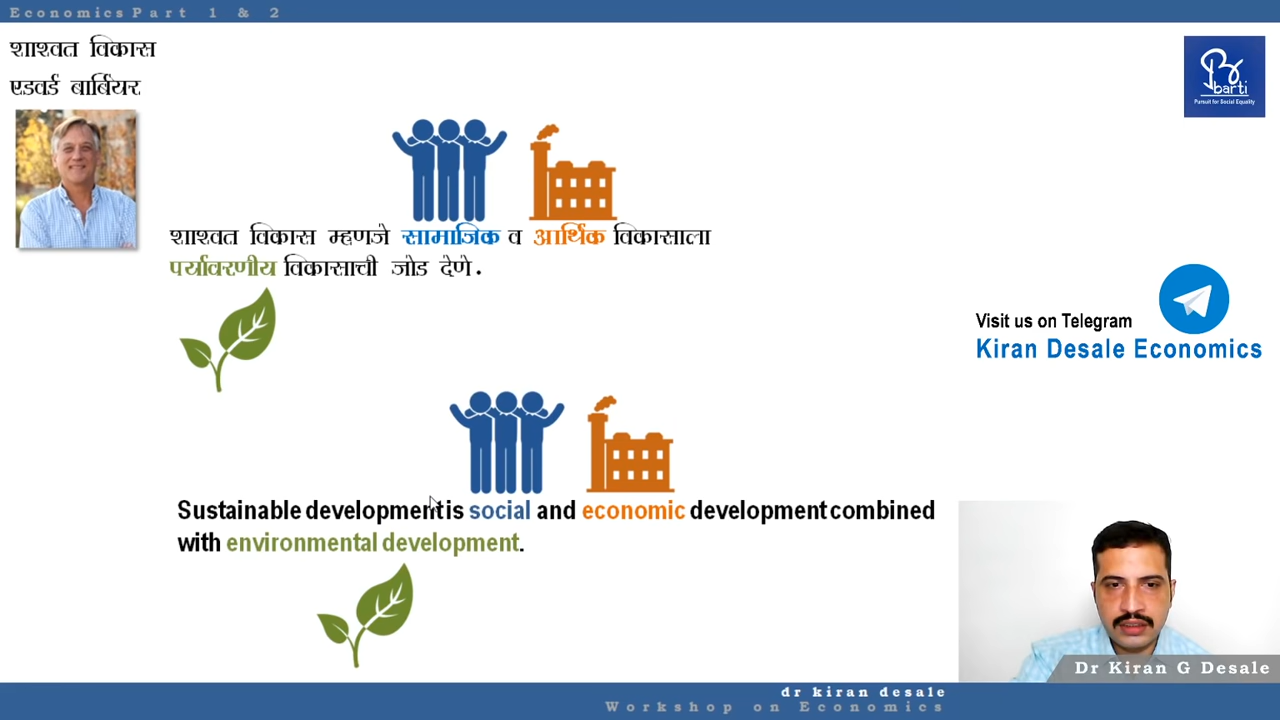 Economics Part 1 & 2
शाश्वत विकास
एडवर्ड बार्बियर
barti
Pursuit for Social Equality
शाश्वत विकास म्हणजे सामाजिक व आर्थिक विकासाला
पर्यावरणीय विकासाची जोड देणे.
Visit us on Telegram
Kiran Desale Economics
Sustainable development is social and economic development combined
with environmental development.
Dr Kiran G Desale
dr kiran desale
Workshop on Economics